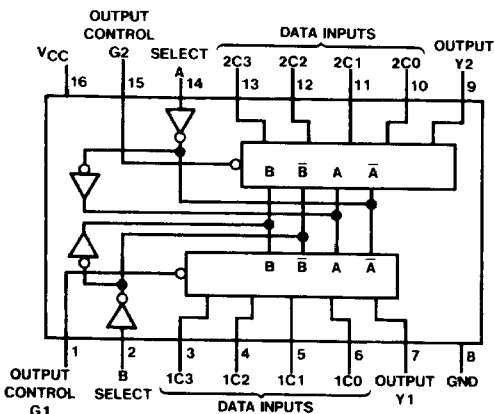 OUTPUT
CONTROL
G2
SELECT
A
DATA INPUTS
2C3 2C2 2C1 2C0
OUTPUT
Y2
VCC
16 15 14 13 12 11 10 9
B B̅ A A̅
B B̅ A A̅
1 2 3 4 5 6 7 8
OUTPUT
CONTROL
G1
B
SELECT
1C3 1C2 1C1 1C0
DATA INPUTS
OUTPUT
Y1
GND